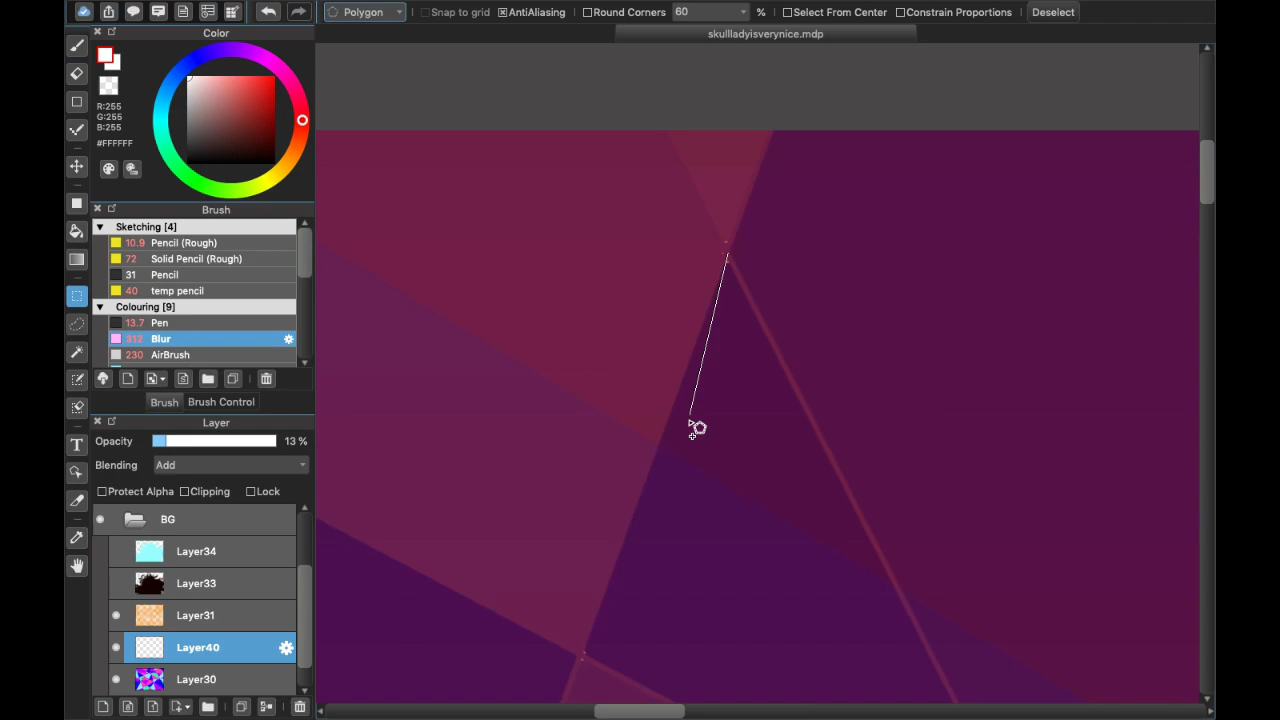 Polygon Snap to grid AntiAliasing Round Corners 60 % Select From Center Constrain Proportions Deselect
skullladyisverynice.mdp
Color
R:255
G:255
B:255
#FFFFFF
Brush
Sketching [4]
10.9 Pencil (Rough)
72 Solid Pencil (Rough)
31 Pencil
40 temp pencil
Colouring [9]
13.7 Pen
312 Blur
230 AirBrush
Brush Brush Control
Layer
Opacity 13 %
Blending Add
Protect Alpha Clipping Lock
BG
Layer34
Layer33
Layer31
Layer40
Layer30